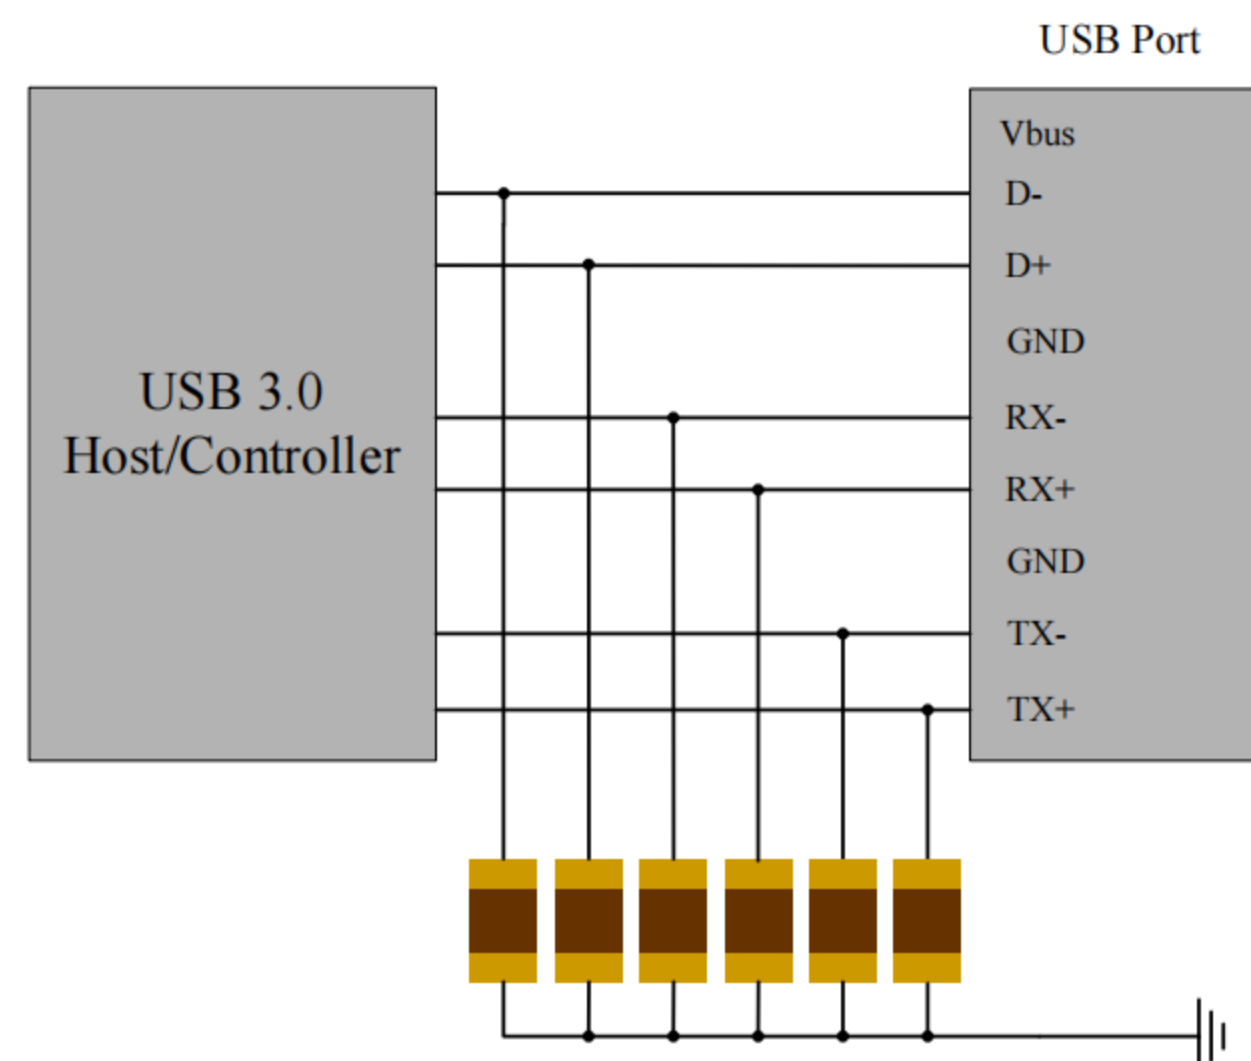 USB Port
USB 3.0
Host/Controller
Vbus
D-
D+
GND
RX-
RX+
GND
TX-
TX+